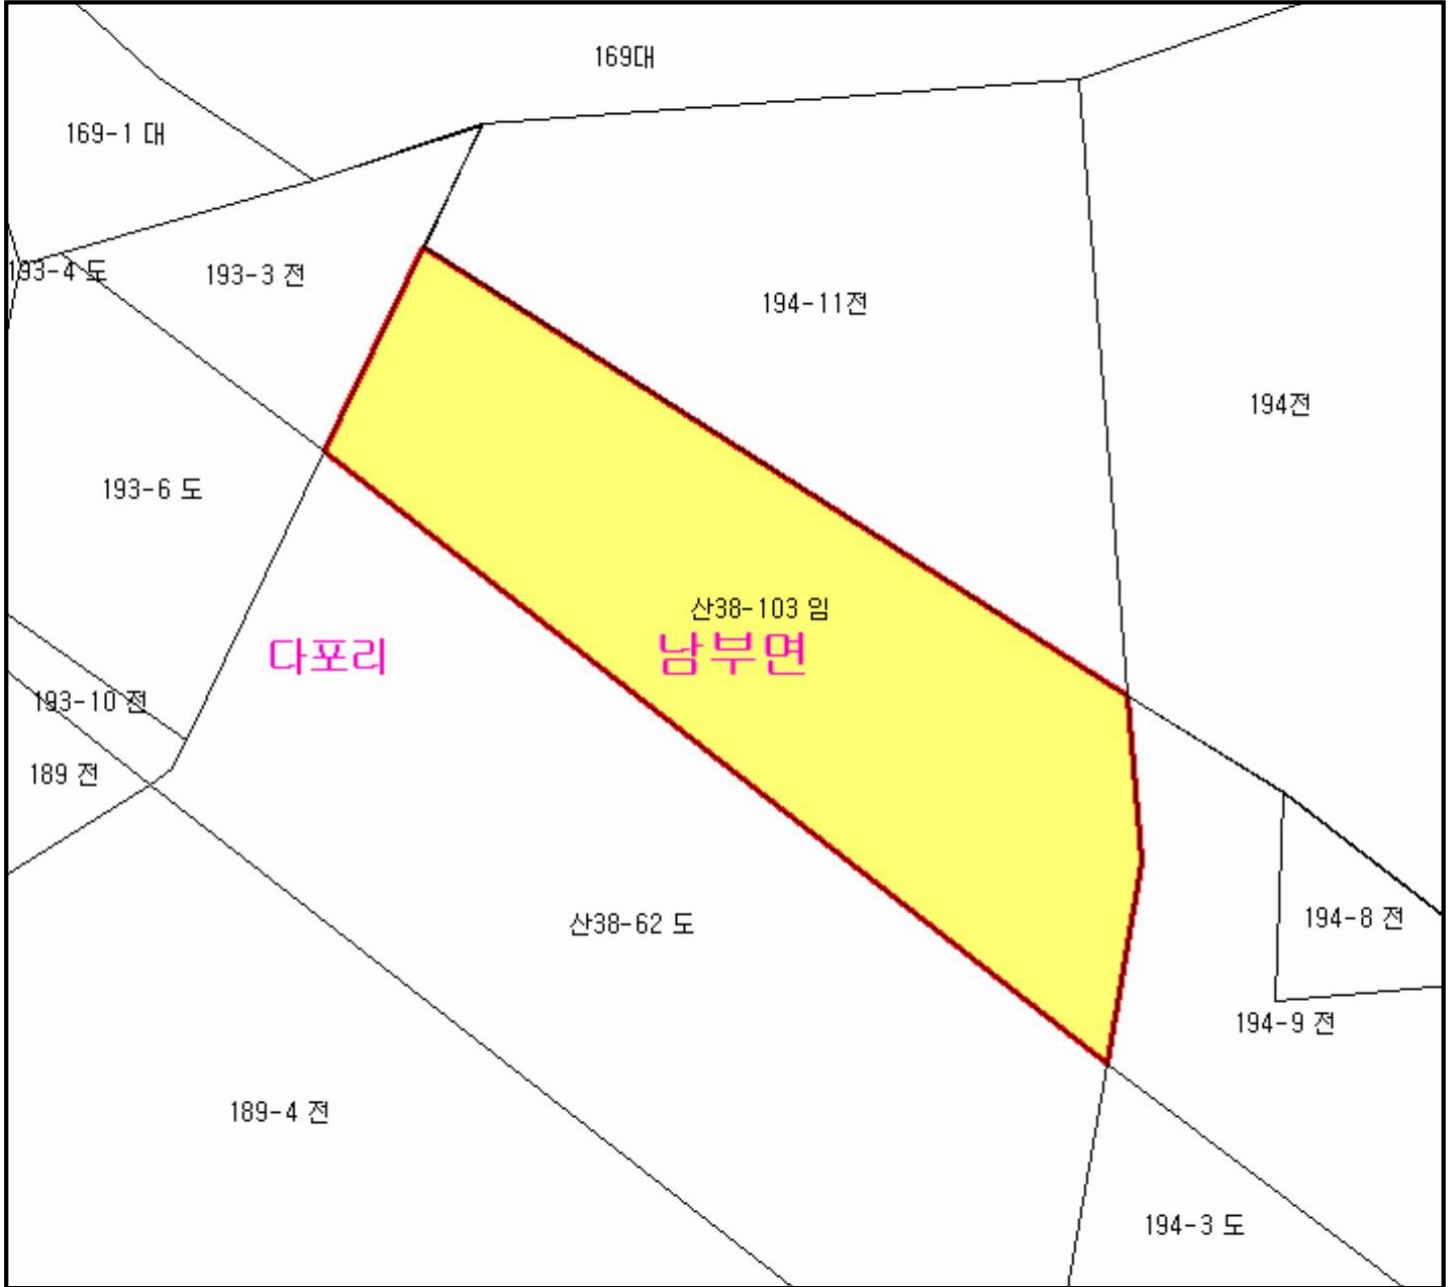 169대
169-1 대
193-4 도
193-3 전
194-11전
194전
193-6 도
산38-103 임
다포리
남부면
193-10 전
189 전
194-8 전
산38-62 도
194-9 전
189-4 전
194-3 도